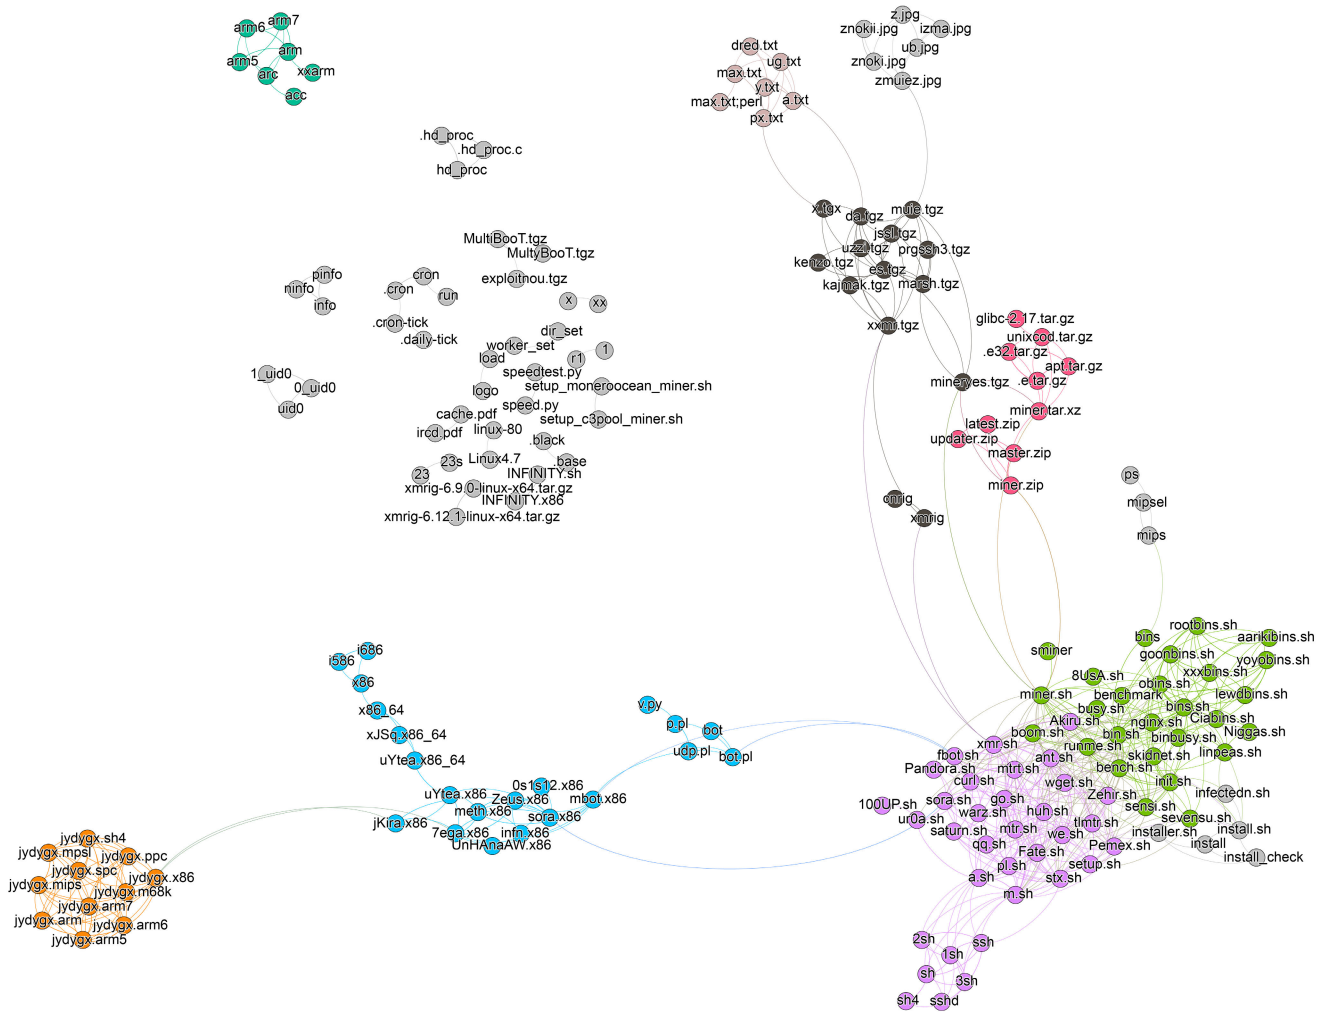 arm6
arm7
arm5
arm
arc
xxarm
acc
z.jpg
znokii.jpg
izma.jpg
ub.jpg
znoki.jpg
zmuiez.jpg
dred.txt
ug.txt
max.txt
y.txt
max.txt;perl
a.txt
px.txt
.hd_proc
.hd_proc.c
hd_proc
x.tgx
da.tgz
muie.tgz
jssl.tgz
uzzi.tgz
prgssh3.tgz
kenzo.tgz
es.tgz
kajmak.tgz
marsh.tgz
xxmr.tgz
minerves.tgz
MultiBooT.tgz
MultyBooT.tgz
exploitnou.tgz
pinfo
ninfo
info
cron
.cron
run
.cron-tick
.daily-tick
x
xx
dir_set
worker_set
load
r1
1
logo
speedtest.py
speed.py
setup_moneroocean_miner.sh
setup_c3pool_miner.sh
1_uid0
0_uid0
uid0
cache.pdf
ircd.pdf
linux-80
Linux4.7
.black
.base
23
23s
INFINITY.sh
INFINITY.x86
xmrig-6.9.0-linux-x64.tar.gz
xmrig-6.12.1-linux-x64.tar.gz
glibc-2.17.tar.gz
unixcod.tar.gz
.e32.tar.gz
apt.tar.gz
.e.tar.gz
miner.tar.xz
latest.zip
updater.zip
master.zip
miner.zip
cnrig
xmrig
ps
mipsel
mips
bins
rootbins.sh
aarikibins.sh
goonbins.sh
yoyobins.sh
sminer
8UsA.sh
obins.sh
xxxbins.sh
miner.sh
benchmark
lewdbins.sh
busy.sh
bins.sh
Akiru.sh
nginx.sh
Ciabins.sh
boom.sh
bin.sh
binbusy.sh
Niggas.sh
xmr.sh
runme.sh
skidnet.sh
linpeas.sh
fbot.sh
ant.sh
bench.sh
Pandora.sh
mtrt.sh
curl.sh
wget.sh
init.sh
Zehir.sh
infectedn.sh
100UP.sh
sora.sh
go.sh
huh.sh
sensi.sh
ur0a.sh
warz.sh
tlmtr.sh
sevensu.sh
saturn.sh
mtr.sh
we.sh
installer.sh
install.sh
qq.sh
Fate.sh
Pemex.sh
install
pl.sh
setup.sh
install_check
a.sh
stx.sh
m.sh
2sh
ssh
1sh
sh
3sh
sh4
sshd
i586
i686
x86
x86_64
xJSq.x86_64
uYtea.x86_64
v.py
p.pl
bot
udp.pl
bot.pl
uYtea.x86
0s1s12.x86
Zeus.x86
mbot.x86
meth.x86
sora.x86
jKira.x86
7ega.x86
infn.x86
UnHAnaAW.x86
jydygx.sh4
jydygx.mpsl
jydygx.ppc
jydygx.spc
jydygx.x86
jydygx.mips
jydygx.m68k
jydygx.arm7
jydygx.arm
jydygx.arm6
jydygx.arm5